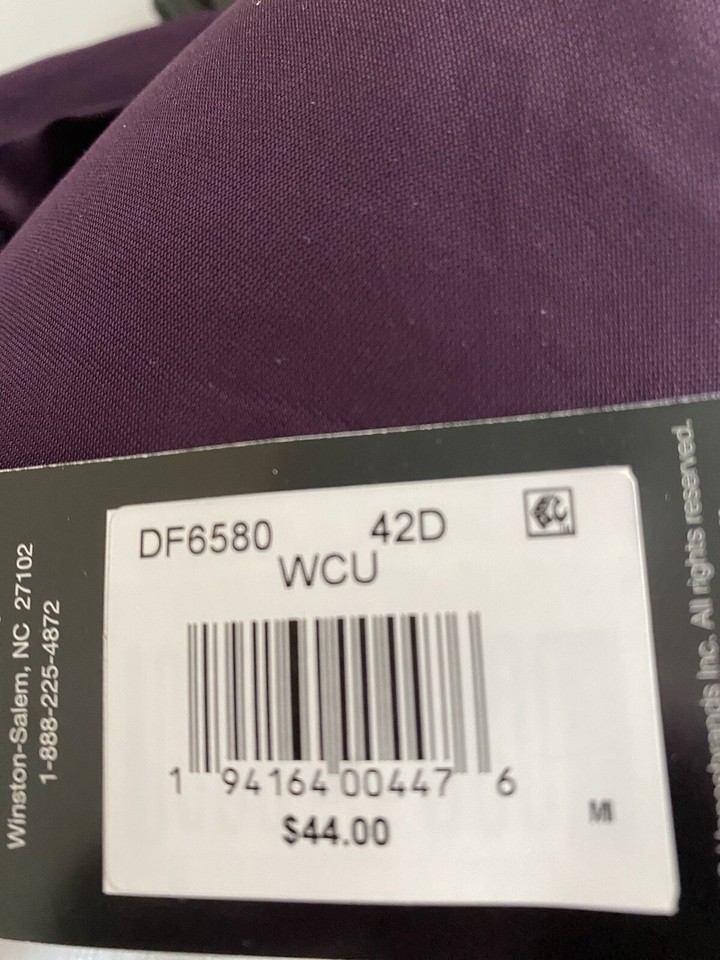 DF6580 42D
WCU
1 94164 00447 6
$44.00
MI
Winston-Salem, NC 27102
1-888-225-4872
Inc. All rights reserved.